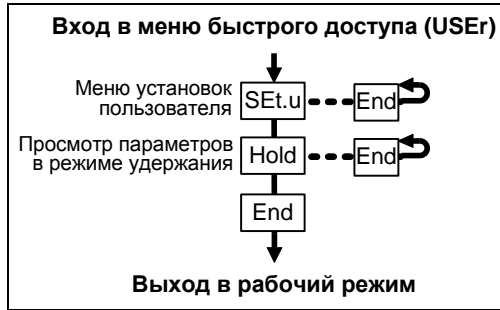 Вход в меню быстрого доступа (USEr)
Меню установок
пользователя
SEt.u
End
Просмотр параметров
в режиме удержания
Hold
End
End
Выход в рабочий режим